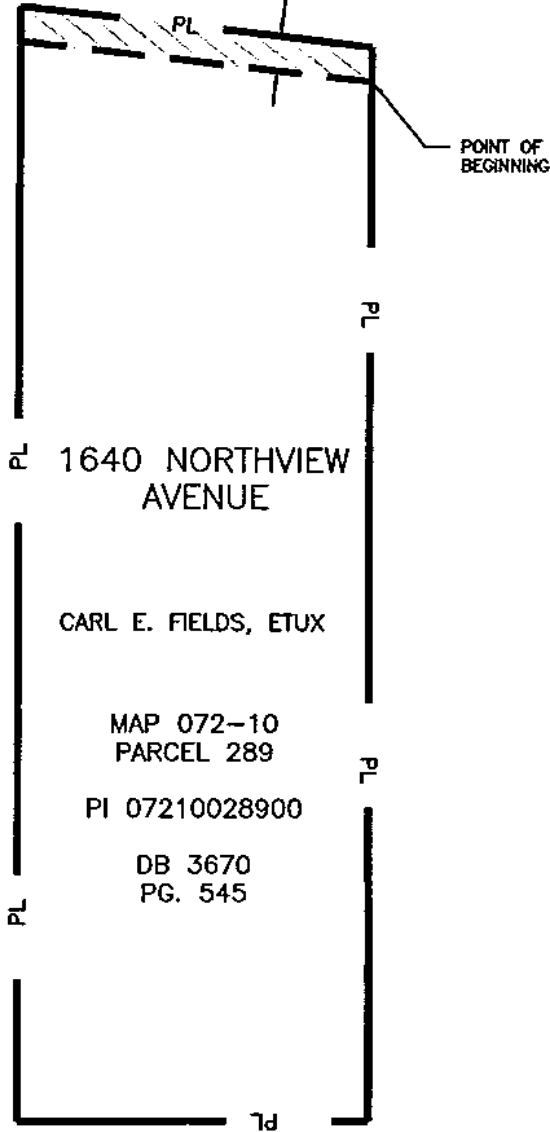 PL
POINT OF
BEGINNING
PL
PL
1640 NORTHVIEW
AVENUE
CARL E. FIELDS, ETUX
MAP 072-10
PARCEL 289
PL
PI 07210028900
DB 3670
PG. 545
PL
PL